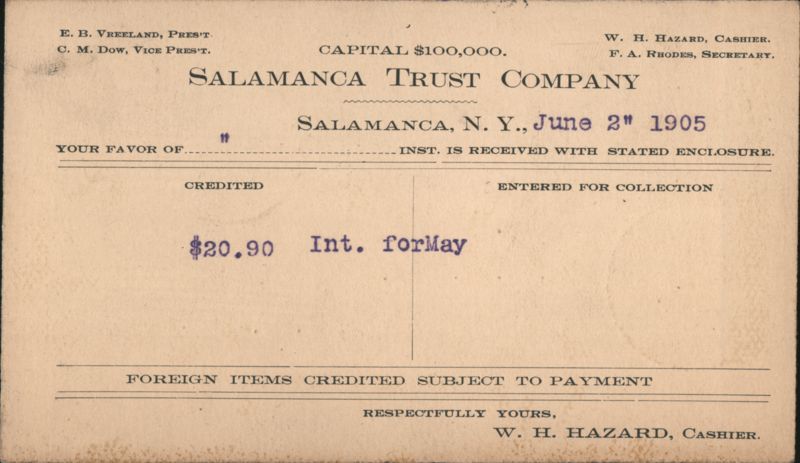 E. B. VREELAND, PRES'T.
C. M. DOW, VICE PRES'T.
CAPITAL $100,000.
W. H. HAZARD, CASHIER.
F. A. RHODES, SECRETARY.
SALAMANCA TRUST COMPANY
SALAMANCA, N. Y., June 2" 1905
YOUR FAVOR OF " INST. IS RECEIVED WITH STATED ENCLOSURE.
CREDITED
ENTERED FOR COLLECTION
$20.90 Int. forMay
FOREIGN ITEMS CREDITED SUBJECT TO PAYMENT
RESPECTFULLY YOURS,
W. H. HAZARD, CASHIER.